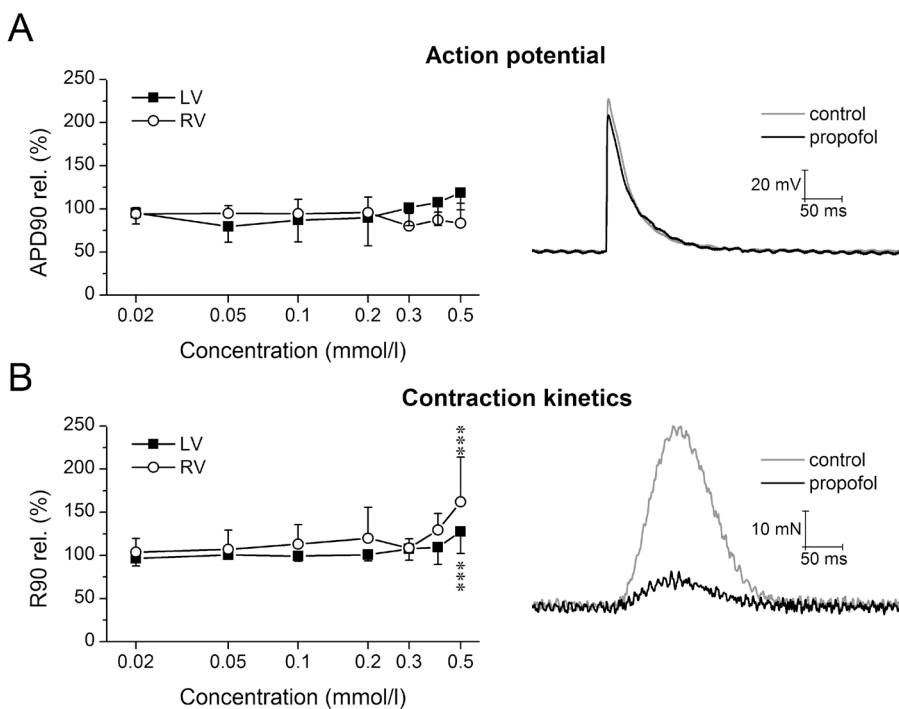 A
Action potential
APD90 rel. (%)
250
200
150
100
50
0
LV
RV
0.02 0.05 0.1 0.2 0.3 0.5
Concentration (mmol/l)
control
propofol
20 mV
50 ms
B
Contraction kinetics
R90 rel. (%)
250
200
150
100
50
0
LV
RV
***
***
0.02 0.05 0.1 0.2 0.3 0.5
Concentration (mmol/l)
control
propofol
10 mN
50 ms